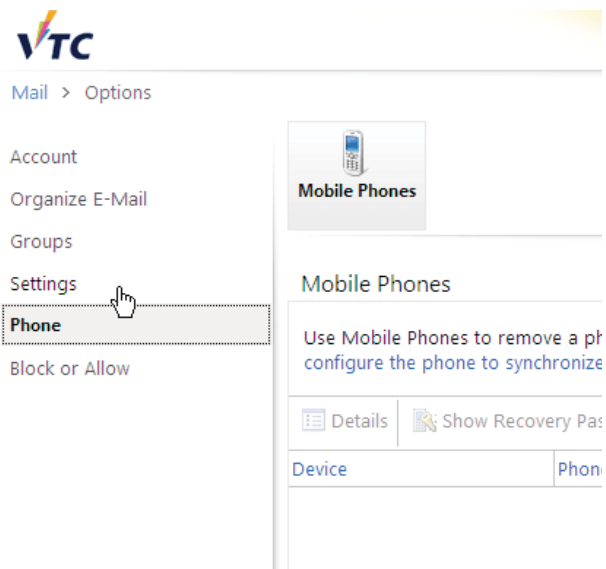 VTC
Mail > Options
Account
Organize E-Mail
Groups
Settings
Phone
Block or Allow
Mobile Phones
Mobile Phones
Use Mobile Phones to remove a ph
configure the phone to synchronize
Details Show Recovery Pas
Device Phon